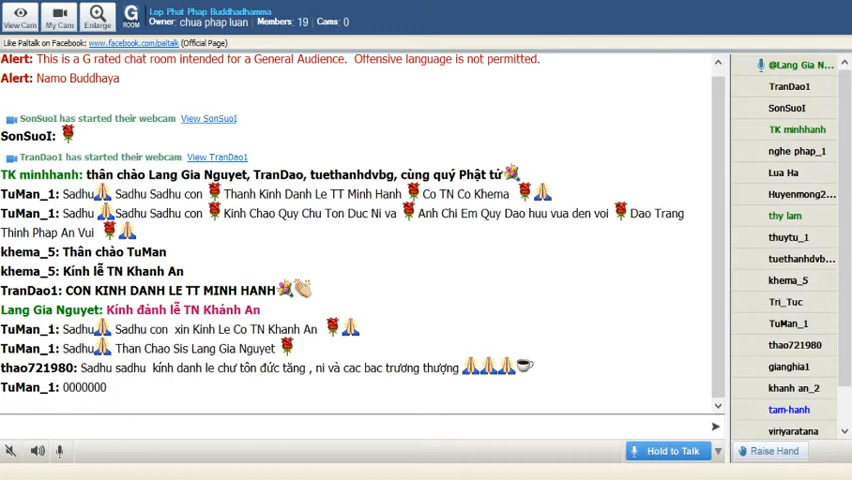 View Cam
My Cam
Enlarge
G
ROOM
Lop Phat Phap Buddhadhamma
Owner: chua phap luan Members: 19 Cams: 0
Like Paltalk on Facebook: www.facebook.com/paltalk (Official Page)
Alert: This is a G rated chat room intended for a General Audience. Offensive language is not permitted.
Alert: Namo Buddhaya
SonSuoI has started their webcam View SonSuoI
SonSuoI:
TranDao1 has started their webcam View TranDao1
TK minhhanh: thân chào Lang Gia Nguyet, TranDao, tuethanhdvbg, cùng quý Phật tử
TuMan_1: Sadhu Sadhu Sadhu con Thanh Kinh Danh Le TT Minh Hanh Co TN Co Khema
TuMan_1: Sadhu Sadhu Sadhu con Kinh Chao Quy Chu Ton Duc Ni va Anh Chi Em Quy Dao huu vua den voi Dao Trang
Thinh Phap An Vui
khema_5: Thân chào TuMan
khema_5: Kính lễ TN Khanh An
TranDao1: CON KINH DANH LE TT MINH HANH
Lang Gia Nguyet: Kính đảnh lễ TN Khánh An
TuMan_1: Sadhu Sadhu con xin Kinh Le Co TN Khanh An
TuMan_1: Sadhu Than Chao Sis Lang Gia Nguyet
thao721980: Sadhu sadhu kính danh le chư tôn đức tăng , ni và cac bac trương thượng
TuMan_1: 0000000
Hold to Talk
@Lang Gia N...
TranDao1
SonSuoI
TK minhhanh
nghe phap_1
Lua Ha
Huyenmong2...
thy lam
thuytu_1
tuethanhdvb...
khema_5
Tri_Tuc
TuMan_1
thao721980
gianghia1
khanh an_2
tam-hanh
viriyaratana
Raise Hand